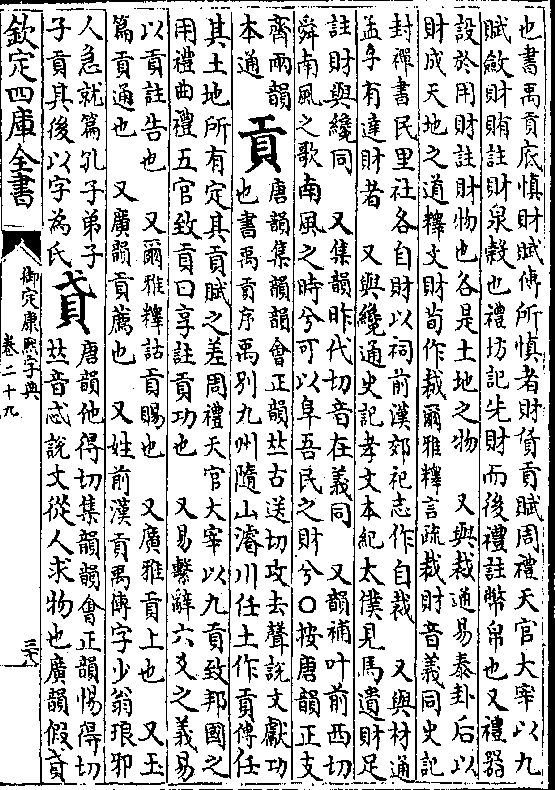 也書禹貢底慎財賦傳所慎者財貨貢賦周禮天官大宰以九
賦斂財賄註財泉穀也禮坊記先財而後禮註幣帛也又禮器
設於用財註財物也各是土地之物 又與裁通易泰卦后以
財成天地之道釋文財荀作裁爾雅釋言疏裁財音義同史記
封禪書民里社各自財以祠前漢郊祀志作自裁 又與材通
孟子有達財者 又與纔通史記孝文本紀太僕見馬遺財足
註財與纔同 又集韻昨代切音在義同 又韻補叶前西切
舜南風之歌南風之時兮可以阜吾民之財兮○按唐韻正支
齊兩韻
本通
貢
唐韻集韻韻會正韻𠀤古送切攻去聲說文獻功
也書禹貢序禹別九州隨山濬川任土作貢傳任
其土地所有定其貢賦之差周禮天官大宰以九貢致邦國之
用禮曲禮五官致貢曰享註貢功也 又易繫辭六爻之義易
以貢註告也 又爾雅釋詁貢賜也 又廣雅貢上也 又玉
篇貢通也 又廣韻貢薦也 又姓前漢貢禹傳字少翁琅邪
人急就篇孔子弟子
子貢其後以字為氏
貣
唐韻他得切集韻韻會正韻惕得切
𠀤音忒說文從人求物也廣韻假貣
欽定四庫全書
御定康熙字典
卷二十九